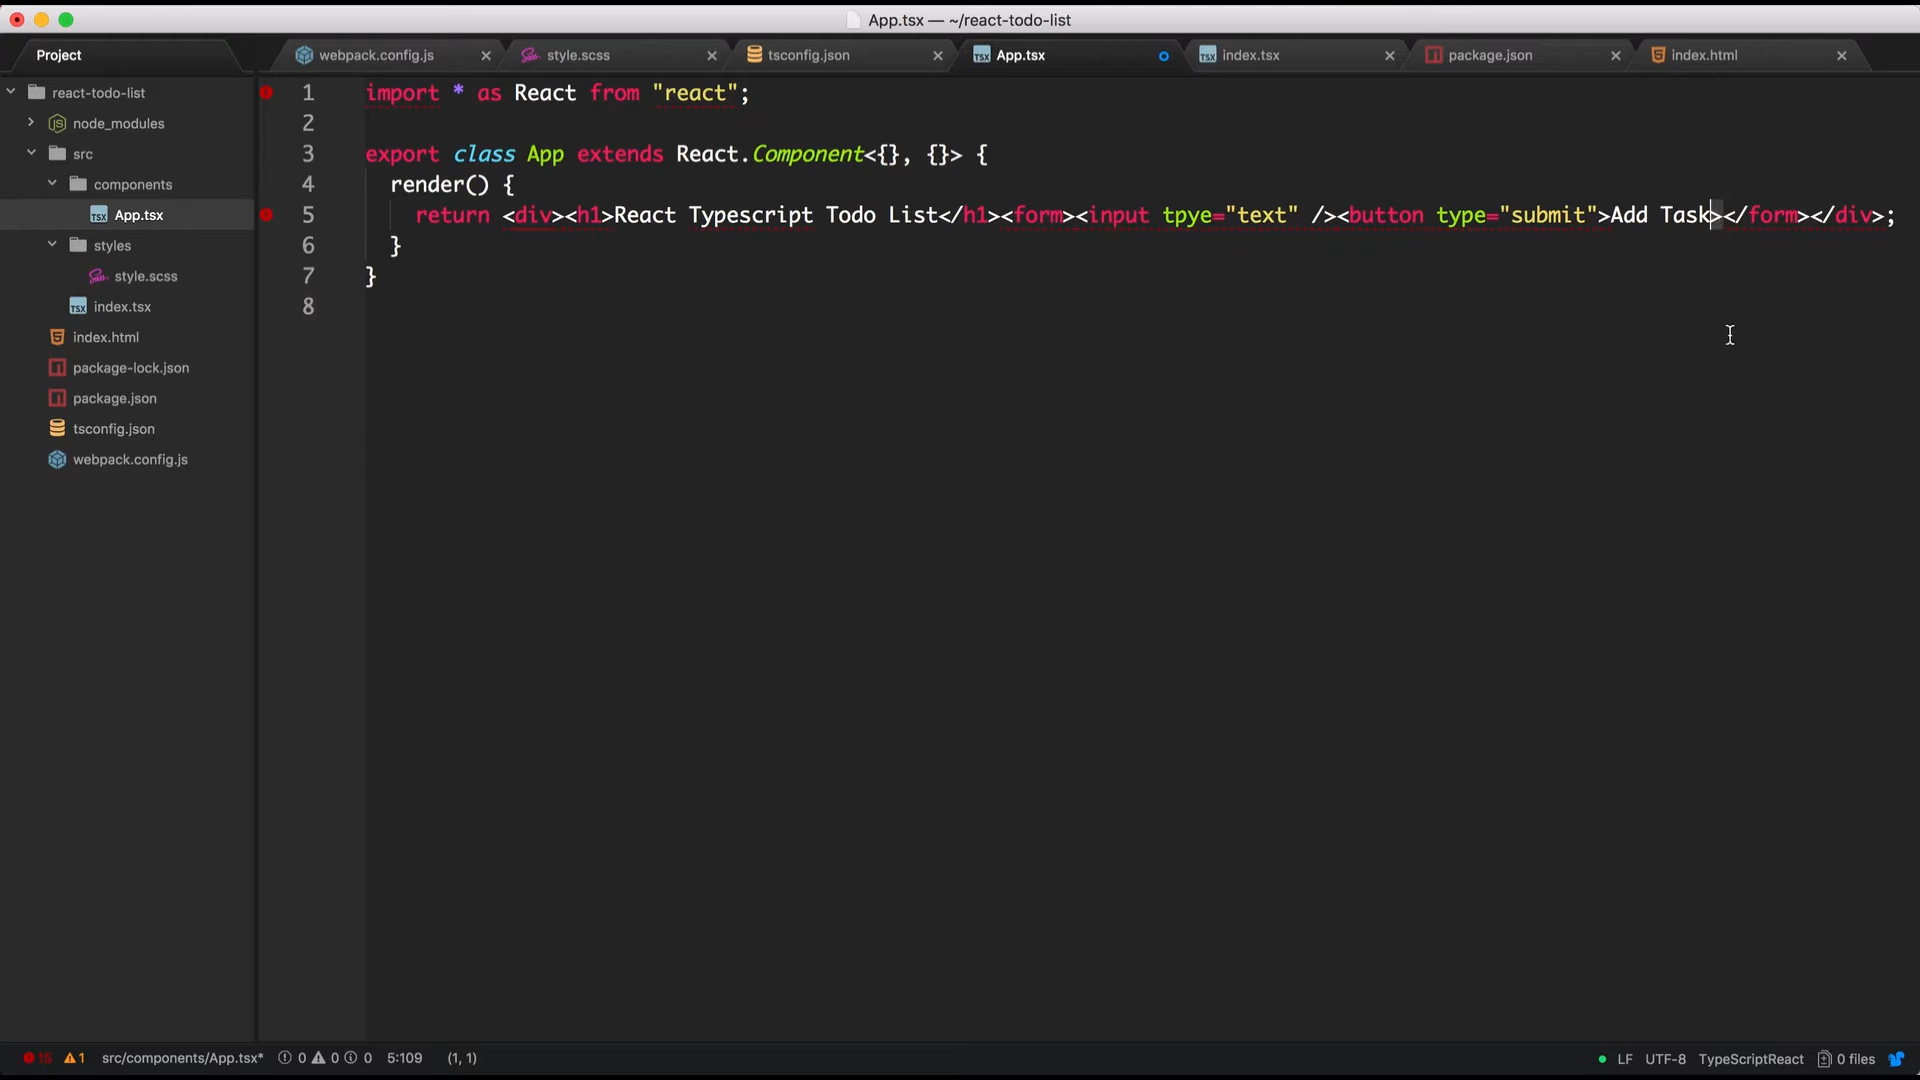 App.tsx — ~/react-todo-list
Project
webpack.config.js
style.scss
tsconfig.json
App.tsx
index.tsx
package.json
index.html
react-todo-list
node_modules
src
components
App.tsx
styles
style.scss
index.tsx
index.html
package-lock.json
package.json
tsconfig.json
webpack.config.js
1 import * as React from "react";
2
3 export class App extends React.Component<{}, {}> {
4 render() {
5 return <div><h1>React Typescript Todo List</h1><form><input tpye="text" /><button type="submit">Add Task></form></div>;
6 }
7 }
8
15 1 src/components/App.tsx* 0 0 0 5:109 (1, 1)
LF UTF-8 TypeScriptReact 0 files